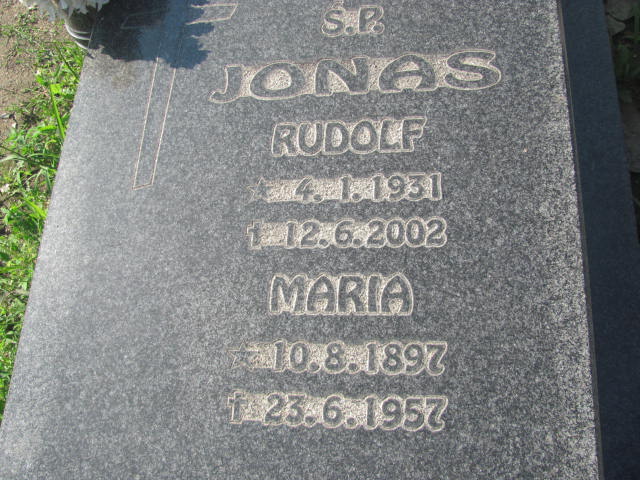 Ś.P.
JONAS
RUDOLF
★ 4.1.1931
† 12.6.2002
MARIA
★ 10.8.1897
† 23.6.1957